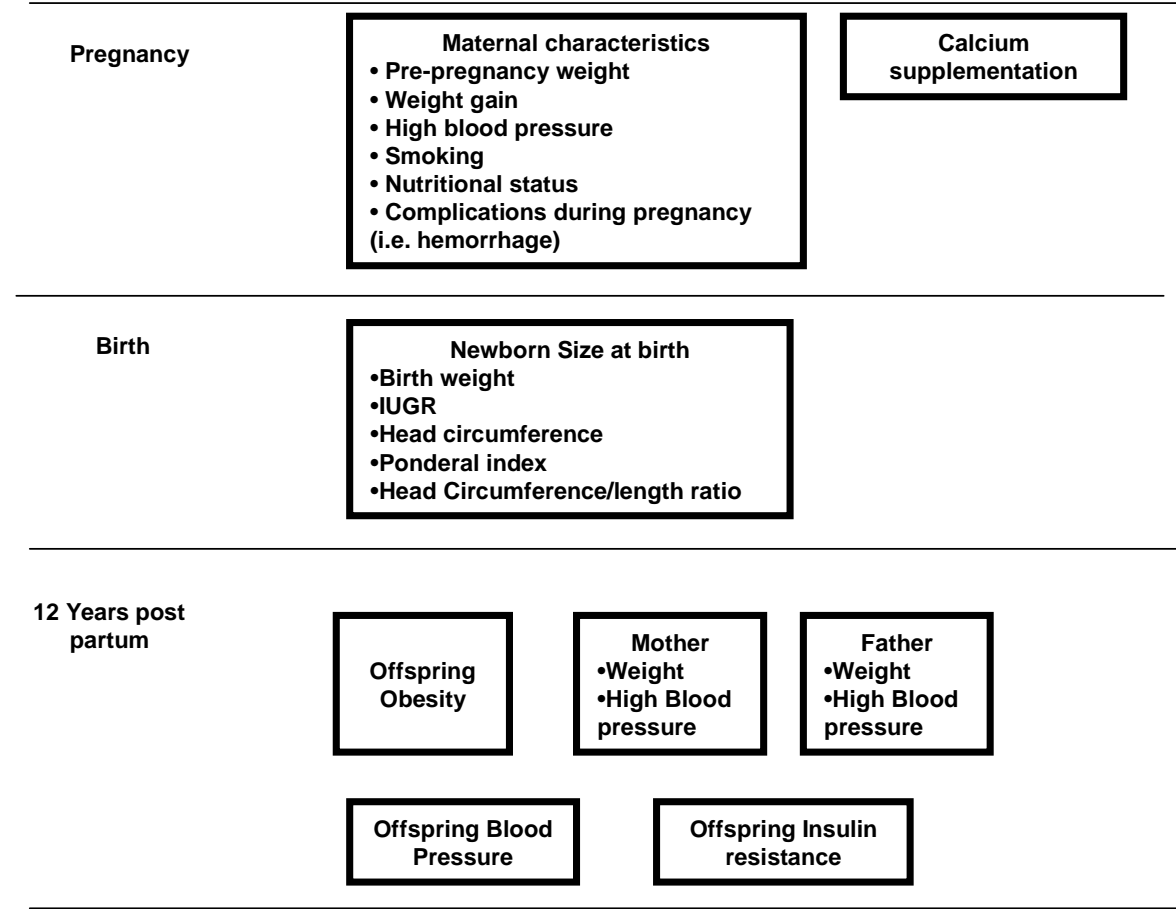 Pregnancy
Maternal characteristics
• Pre-pregnancy weight
• Weight gain
• High blood pressure
• Smoking
• Nutritional status
• Complications during pregnancy
(i.e. hemorrhage)
Calcium
supplementation
Birth
Newborn Size at birth
•Birth weight
•IUGR
•Head circumference
•Ponderal index
•Head Circumference/length ratio
12 Years post
partum
Offspring
Obesity
Mother
•Weight
•High Blood
pressure
Father
•Weight
•High Blood
pressure
Offspring Blood
Pressure
Offspring Insulin
resistance